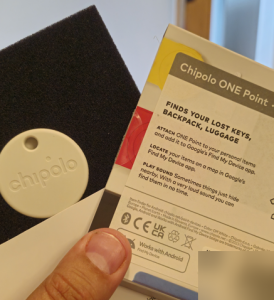 chipolo
Chipolo ONE Point
FINDS YOUR LOST KEYS,
BACKPACK, LUGGAGE
ATTACH ONE Point to your personal items
and add it to Google's Find My Device app.
LOCATE your items on a map in Google's
Find My Device app.
PLAY SOUND Sometimes things just hide
nearby. With a very loud sound you can
find them in no time.
CE UK
CA
Works with Android